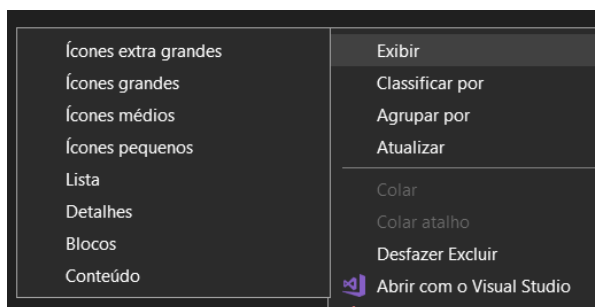 Ícones extra grandes
Ícones grandes
Ícones médios
Ícones pequenos
Lista
Detalhes
Blocos
Conteúdo
Exibir
Classificar por
Agrupar por
Atualizar
Colar
Colar atalho
Desfazer Excluir
Abrir com o Visual Studio